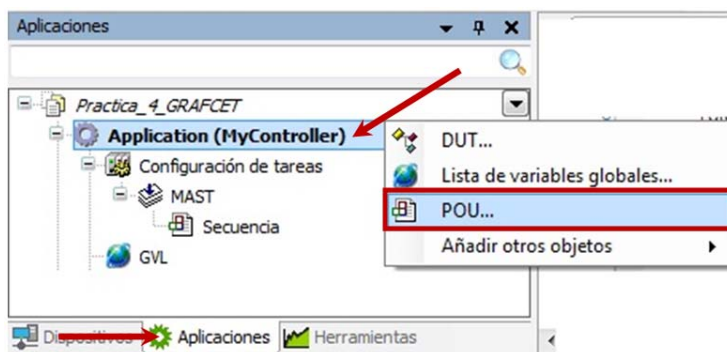 Aplicaciones
Practica_4_GRAFCET
Application (MyController)
Configuración de tareas
MAST
Secuencia
GVL
DUT...
Lista de variables globales...
POU...
Añadir otros objetos
Dispositivos
Aplicaciones
Herramientas